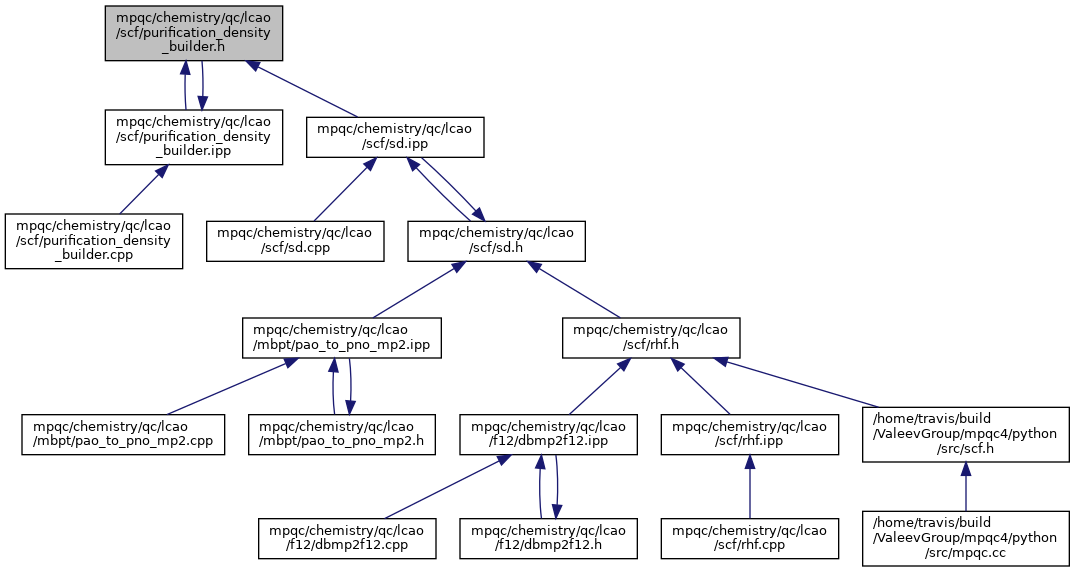 mpqc/chemistry/qc/lcao
/scf/purification_density
_builder.h
mpqc/chemistry/qc/lcao
/scf/purification_density
_builder.ipp
mpqc/chemistry/qc/lcao
/scf/sd.ipp
mpqc/chemistry/qc/lcao
/scf/purification_density
_builder.cpp
mpqc/chemistry/qc/lcao
/scf/sd.cpp
mpqc/chemistry/qc/lcao
/scf/sd.h
mpqc/chemistry/qc/lcao
/mbpt/pao_to_pno_mp2.ipp
mpqc/chemistry/qc/lcao
/scf/rhf.h
mpqc/chemistry/qc/lcao
/mbpt/pao_to_pno_mp2.cpp
mpqc/chemistry/qc/lcao
/mbpt/pao_to_pno_mp2.h
mpqc/chemistry/qc/lcao
/f12/dbmp2f12.ipp
mpqc/chemistry/qc/lcao
/scf/rhf.ipp
/home/travis/build
/ValeevGroup/mpqc4/python
/src/scf.h
mpqc/chemistry/qc/lcao
/f12/dbmp2f12.cpp
mpqc/chemistry/qc/lcao
/f12/dbmp2f12.h
mpqc/chemistry/qc/lcao
/scf/rhf.cpp
/home/travis/build
/ValeevGroup/mpqc4/python
/src/mpqc.cc